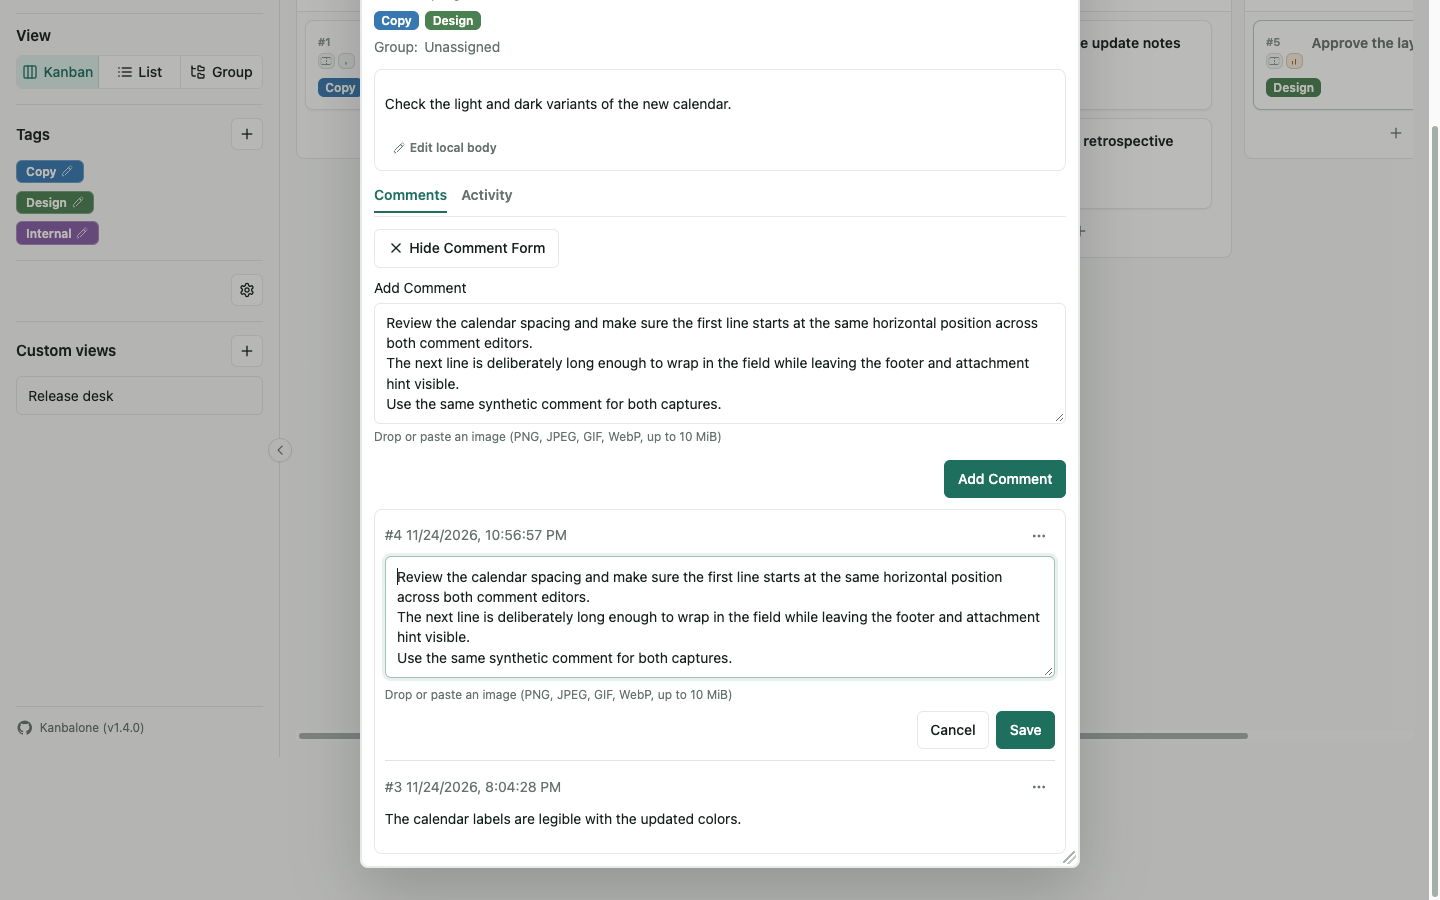 View
Kanban
List
Group
Tags
Copy
Design
Internal
Custom views
Release desk
Kanbalone (v1.4.0)
#1
Copy
Copy
Design
Group: Unassigned
Check the light and dark variants of the new calendar.
Edit local body
Comments
Activity
Hide Comment Form
Add Comment
Review the calendar spacing and make sure the first line starts at the same horizontal position across
both comment editors.
The next line is deliberately long enough to wrap in the field while leaving the footer and attachment
hint visible.
Use the same synthetic comment for both captures.
Drop or paste an image (PNG, JPEG, GIF, WebP, up to 10 MiB)
Add Comment
#4 11/24/2026, 10:56:57 PM
Review the calendar spacing and make sure the first line starts at the same horizontal position
across both comment editors.
The next line is deliberately long enough to wrap in the field while leaving the footer and attachment
hint visible.
Use the same synthetic comment for both captures.
Drop or paste an image (PNG, JPEG, GIF, WebP, up to 10 MiB)
Cancel
Save
#3 11/24/2026, 8:04:28 PM
The calendar labels are legible with the updated colors.
update notes
retrospective
#5
Approve the
Design